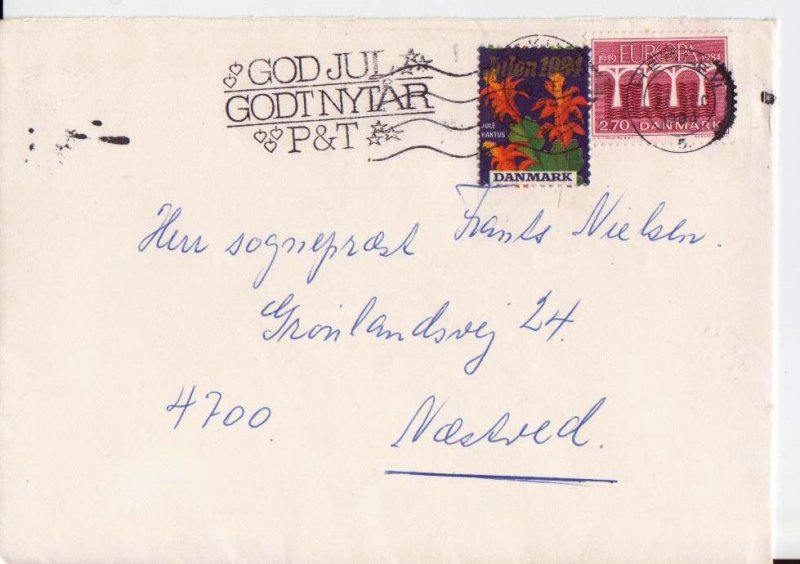 GOD JUL
GODT NYTÅR
P&T
Julen 1984
JULE
KAKTUS
DANMARK
1919 EUROPA 1984
2.70 DANMARK
Herr sognepræst Frants Nielsen.
Grønlandsvej 24.
4700. Næstved.